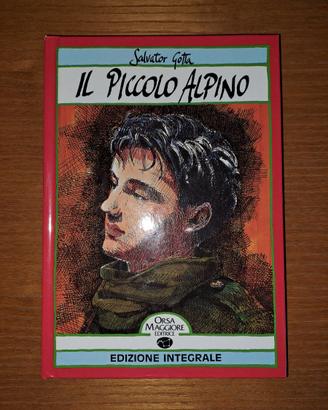 Salvator Gotta
IL PICCOLO ALPINO
ORSA
MAGGIORE
EDITRICE
EDIZIONE INTEGRALE